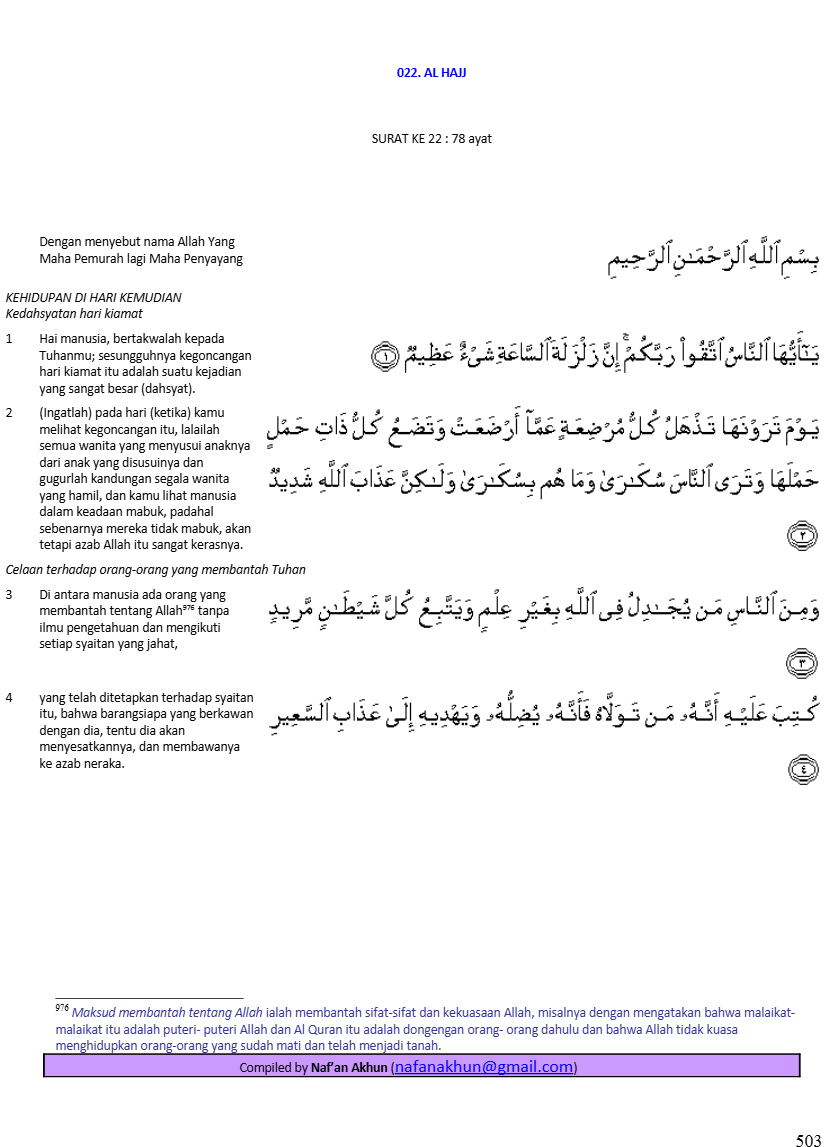 022. AL HAJJ
SURAT KE 22 : 78 ayat
Dengan menyebut nama Allah Yang
Maha Pemurah lagi Maha Penyayang
بِسْمِ ٱللَّهِ ٱلرَّحْمَـٰنِ ٱلرَّحِيمِ
KEHIDUPAN DI HARI KEMUDIAN
Kedahsyatan hari kiamat
1 Hai manusia, bertakwalah kepada
Tuhanmu; sesungguhnya kegoncangan
hari kiamat itu adalah suatu kejadian
yang sangat besar (dahsyat).
يَـٰٓأَيُّهَا ٱلنَّاسُ ٱتَّقُوا۟ رَبَّكُمْ ۚ إِنَّ زَلْزَلَةَ ٱلسَّاعَةِ شَىْءٌ عَظِيمٌ ١
2 (Ingatlah) pada hari (ketika) kamu
melihat kegoncangan itu, lalailah
semua wanita yang menyusui anaknya
dari anak yang disusuinya dan
gugurlah kandungan segala wanita
yang hamil, dan kamu lihat manusia
dalam keadaan mabuk, padahal
sebenarnya mereka tidak mabuk, akan
tetapi azab Allah itu sangat kerasnya.
يَوْمَ تَرَوْنَهَا تَذْهَلُ كُلُّ مُرْضِعَةٍ عَمَّآ أَرْضَعَتْ وَتَضَعُ كُلُّ ذَاتِ حَمْلٍ
حَمْلَهَا وَتَرَى ٱلنَّاسَ سُكَـٰرَىٰ وَمَا هُم بِسُكَـٰرَىٰ وَلَـٰكِنَّ عَذَابَ ٱللَّهِ شَدِيدٌ
٢
Celaan terhadap orang-orang yang membantah Tuhan
3 Di antara manusia ada orang yang
membantah tentang Allah⁹⁷⁶ tanpa
ilmu pengetahuan dan mengikuti
setiap syaitan yang jahat,
وَمِنَ ٱلنَّاسِ مَن يُجَـٰدِلُ فِى ٱللَّهِ بِغَيْرِ عِلْمٍ وَيَتَّبِعُ كُلَّ شَيْطَـٰنٍ مَّرِيدٍ
٣
4 yang telah ditetapkan terhadap syaitan
itu, bahwa barangsiapa yang berkawan
dengan dia, tentu dia akan
menyesatkannya, dan membawanya
ke azab neraka.
كُتِبَ عَلَيْهِ أَنَّهُۥ مَن تَوَلَّاهُ فَأَنَّهُۥ يُضِلُّهُۥ وَيَهْدِيهِ إِلَىٰ عَذَابِ ٱلسَّعِيرِ
٤
⁹⁷⁶ Maksud membantah tentang Allah ialah membantah sifat-sifat dan kekuasaan Allah, misalnya dengan mengatakan bahwa malaikat-
malaikat itu adalah puteri- puteri Allah dan Al Quran itu adalah dongengan orang- orang dahulu dan bahwa Allah tidak kuasa
menghidupkan orang-orang yang sudah mati dan telah menjadi tanah.
Compiled by Naf'an Akhun (nafanakhun@gmail.com)
503